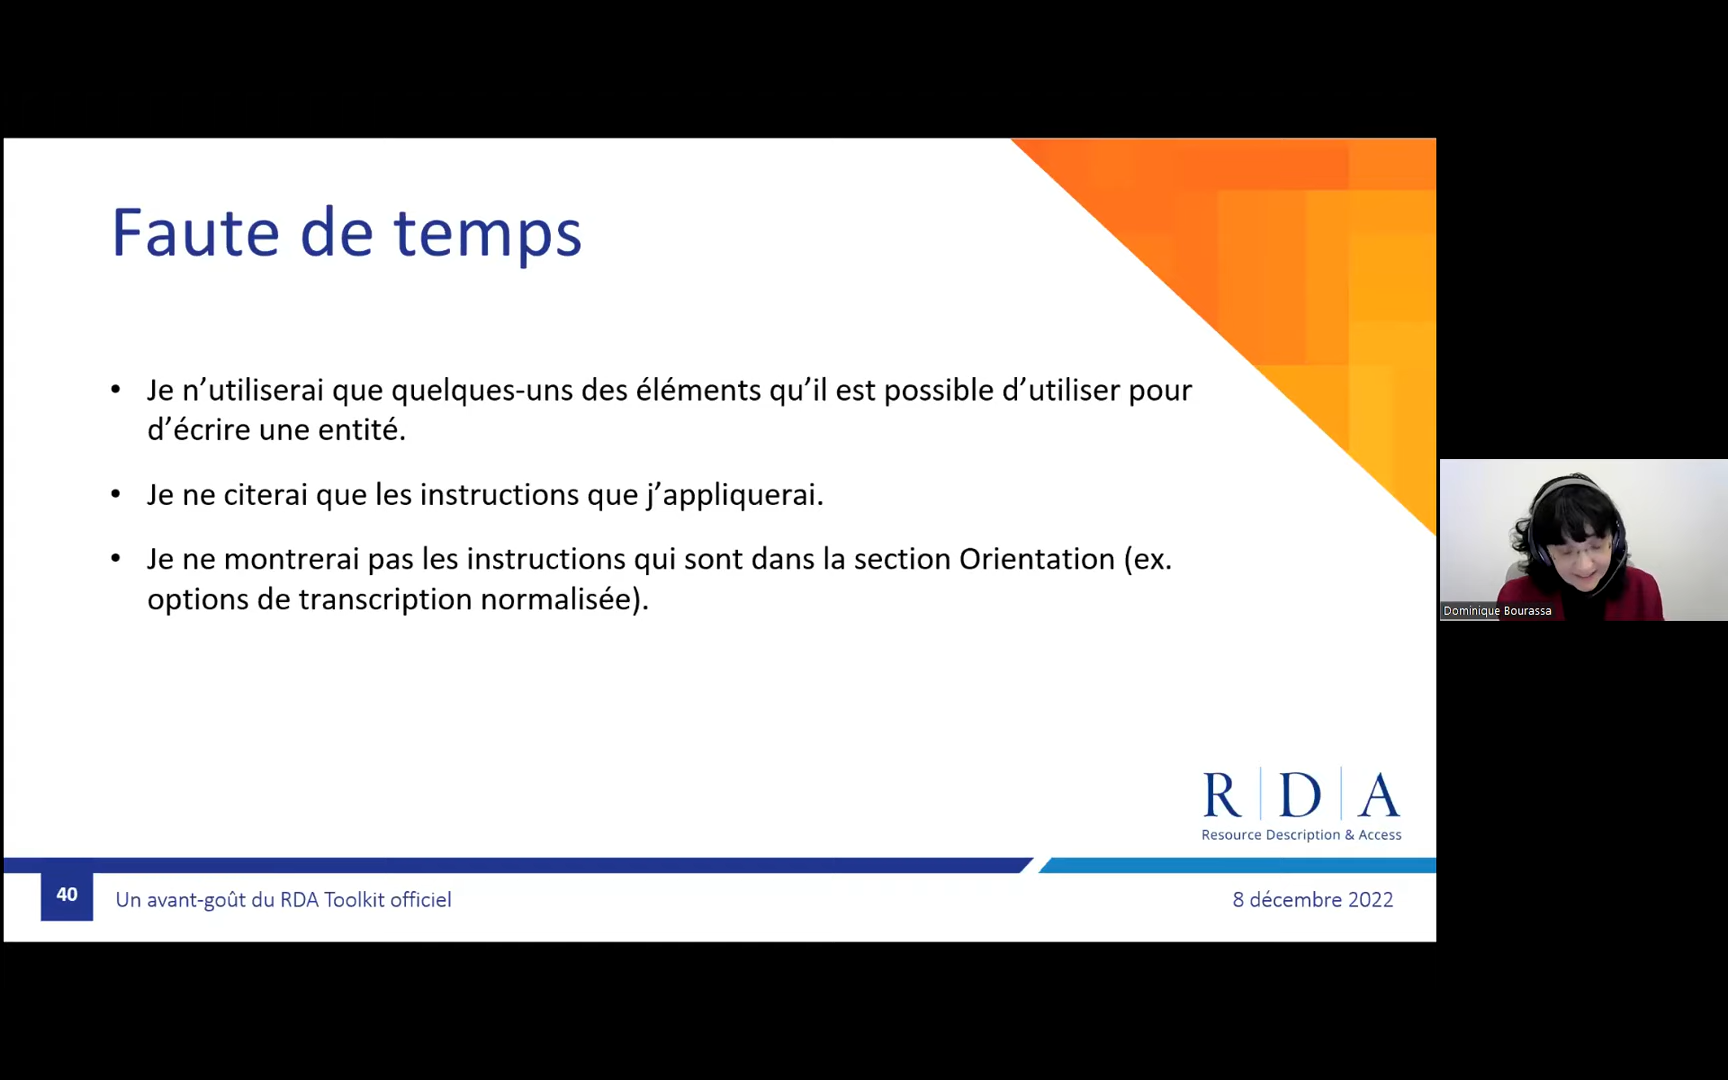 Faute de temps
• Je n’utiliserai que quelques-uns des éléments qu’il est possible d’utiliser pour
d’écrire une entité.
• Je ne citerai que les instructions que j’appliquerai.
• Je ne montrerai pas les instructions qui sont dans la section Orientation (ex.
options de transcription normalisée).
Dominique Bourassa
R|D|A
Resource Description & Access
40
Un avant-goût du RDA Toolkit officiel
8 décembre 2022